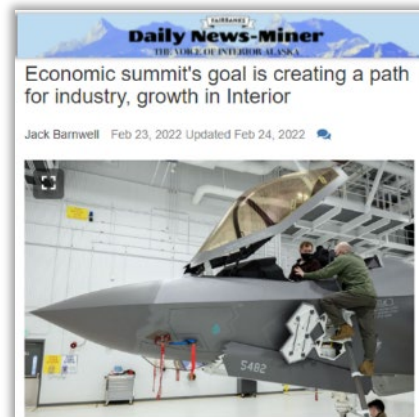 FAIRBANKS
Daily News-Miner
THE VOICE OF INTERIOR ALASKA
Economic summit's goal is creating a path
for industry, growth in Interior
Jack Barnwell Feb 23, 2022 Updated Feb 24, 2022
5482